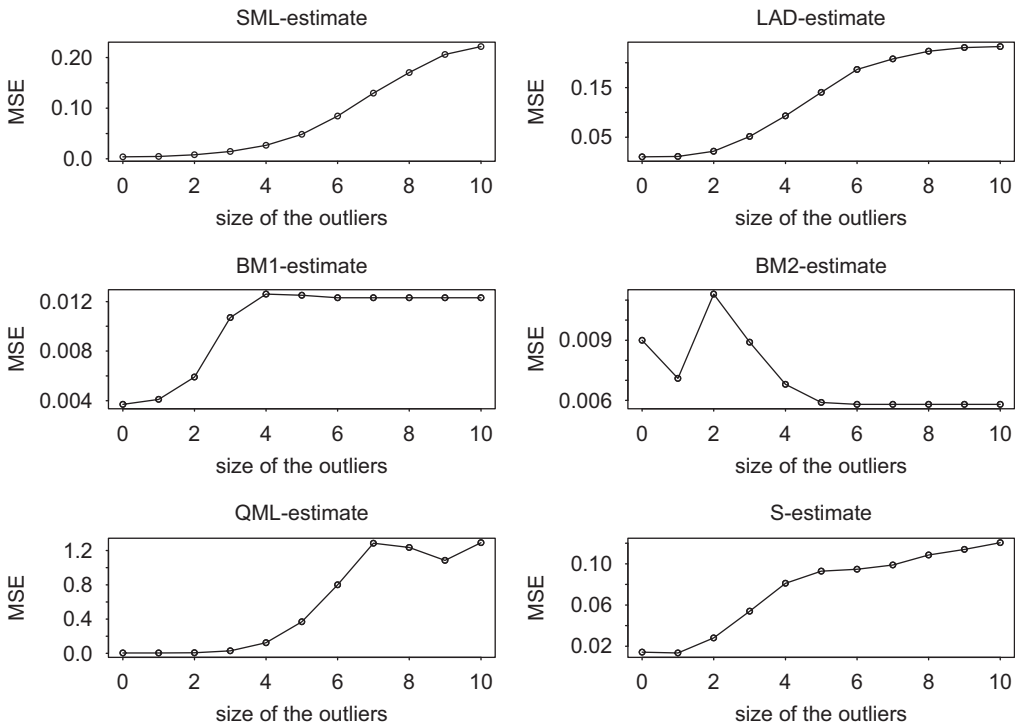 SML-estimate
MSE
0.20
0.10
0.0
0 2 4 6 8 10
size of the outliers
LAD-estimate
MSE
0.15
0.05
0 2 4 6 8 10
size of the outliers
BM1-estimate
MSE
0.012
0.008
0.004
0 2 4 6 8 10
size of the outliers
BM2-estimate
MSE
0.009
0.006
0 2 4 6 8 10
size of the outliers
QML-estimate
MSE
1.2
0.8
0.4
0.0
0 2 4 6 8 10
size of the outliers
S-estimate
MSE
0.10
0.06
0.02
0 2 4 6 8 10
size of the outliers